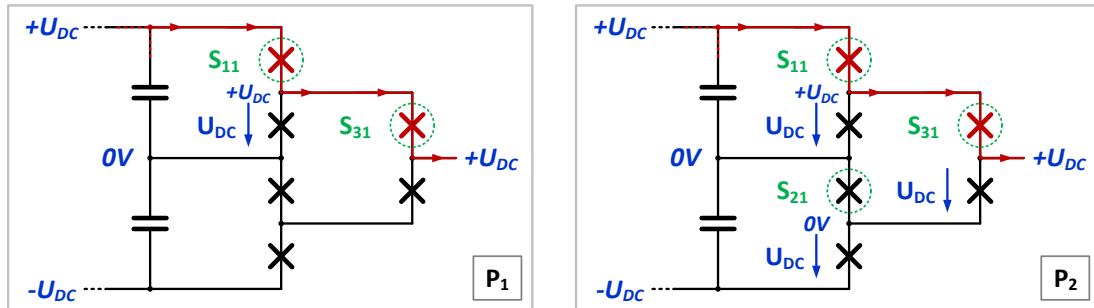 +U_DC
S_11
+U_DC
U_DC
S_31
0V
+U_DC
-U_DC
P_1
+U_DC
S_11
+U_DC
U_DC
S_31
0V
+U_DC
S_21
U_DC
0V
U_DC
-U_DC
P_2